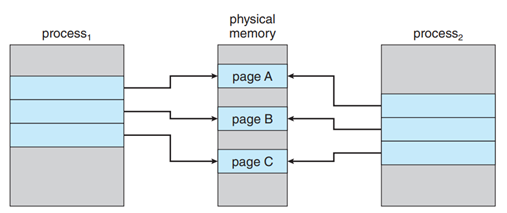 process1
physical
memory
process2
page A
page B
page C